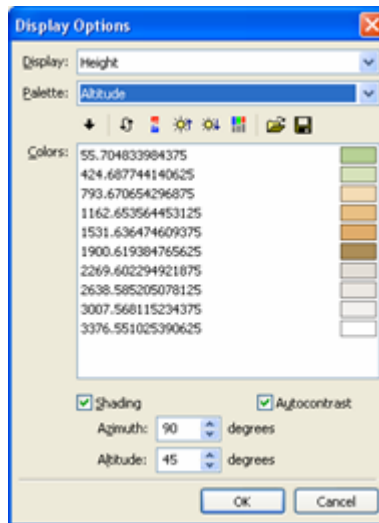 Display Options
Display: Height
Palette: Altitude
Colors:
55.704833984375
424.687744140625
793.670654296875
1162.653564453125
1531.636474609375
1900.619384765625
2269.602294921875
2638.585205078125
3007.568115234375
3376.551025390625
Shading Autocontrast
Azimuth: 90 degrees
Altitude: 45 degrees
OK Cancel